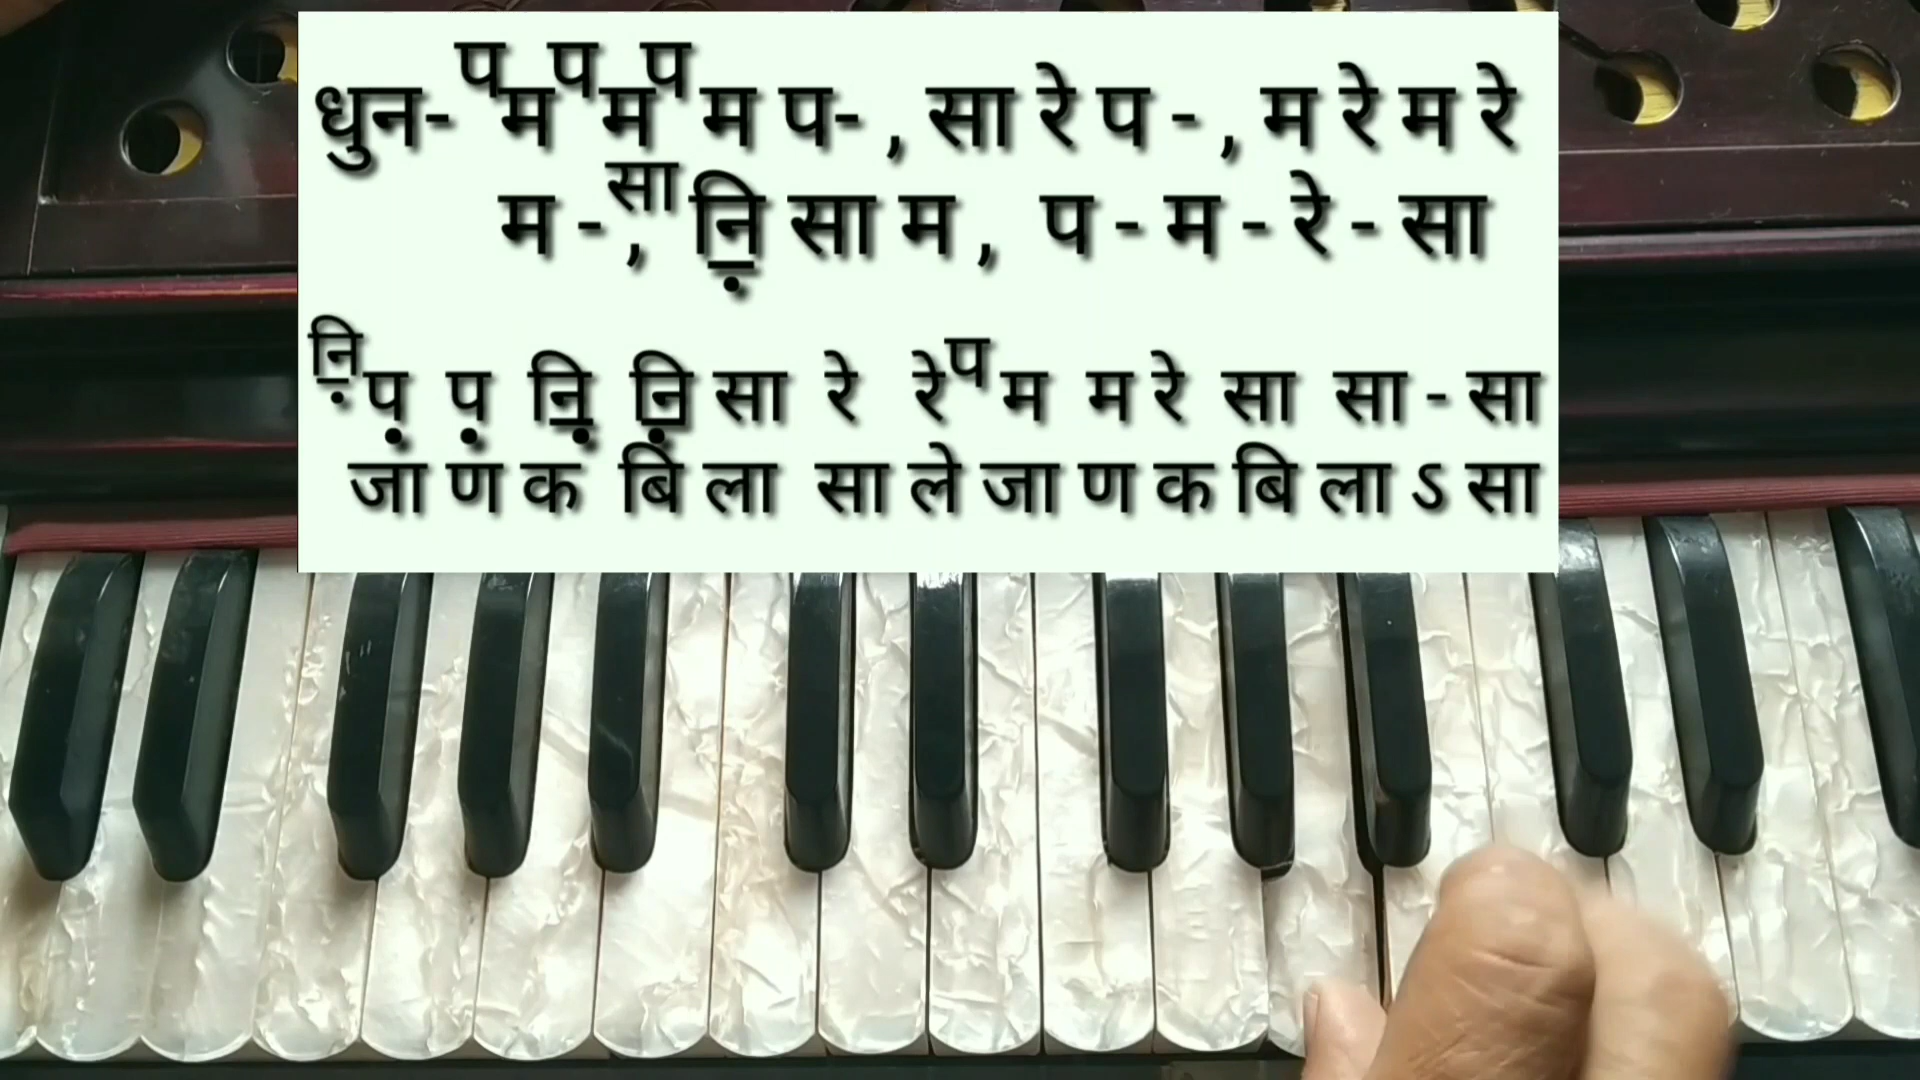 धुन- पम पम पम प- , सा रे प - , म रे म रे
म - , सानि़॒ सा म , प - म - रे - सा
नि़॒प़ प़ नि़॒ नि़॒ सा रे रे पम म रे सा सा - सा
जा ण क बि ला सा ले जा ण क बि ला ऽ सा